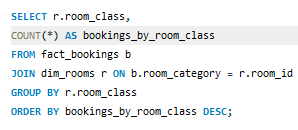 SELECT r.room_class,
COUNT(*) AS bookings_by_room_class
FROM fact_bookings b
JOIN dim_rooms r ON b.room_category = r.room_id
GROUP BY r.room_class
ORDER BY bookings_by_room_class DESC;